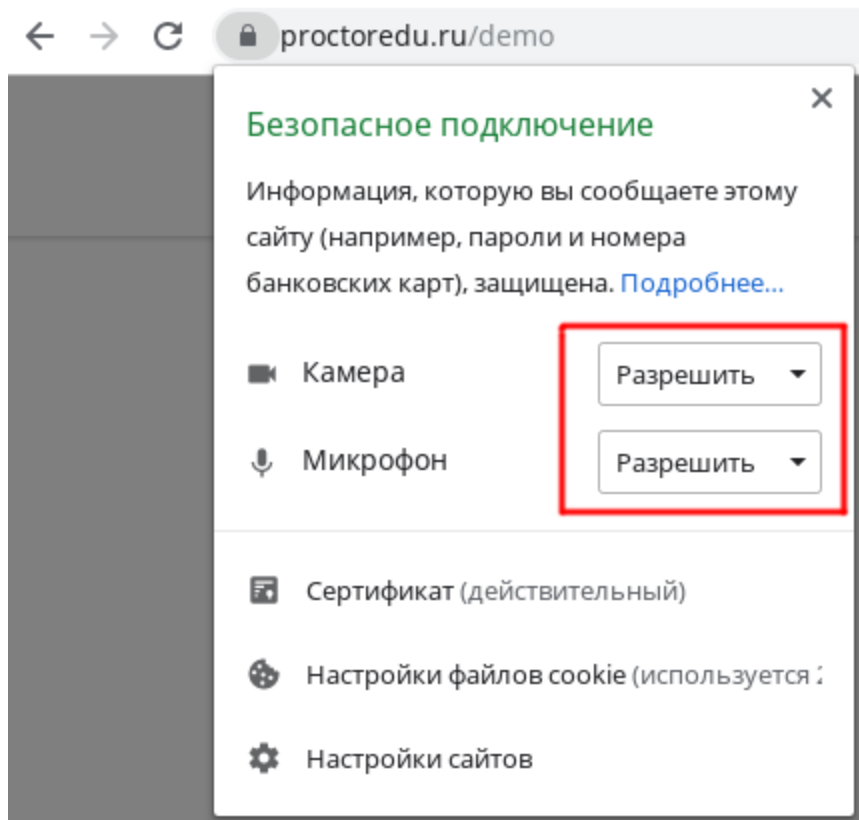 proctoredu.ru/demo
Безопасное подключение
Информация, которую вы сообщаете этому
сайту (например, пароли и номера
банковских карт), защищена. Подробнее...
Камера
Разрешить
Микрофон
Разрешить
Сертификат (действительный)
Настройки файлов cookie (используется
Настройки сайтов